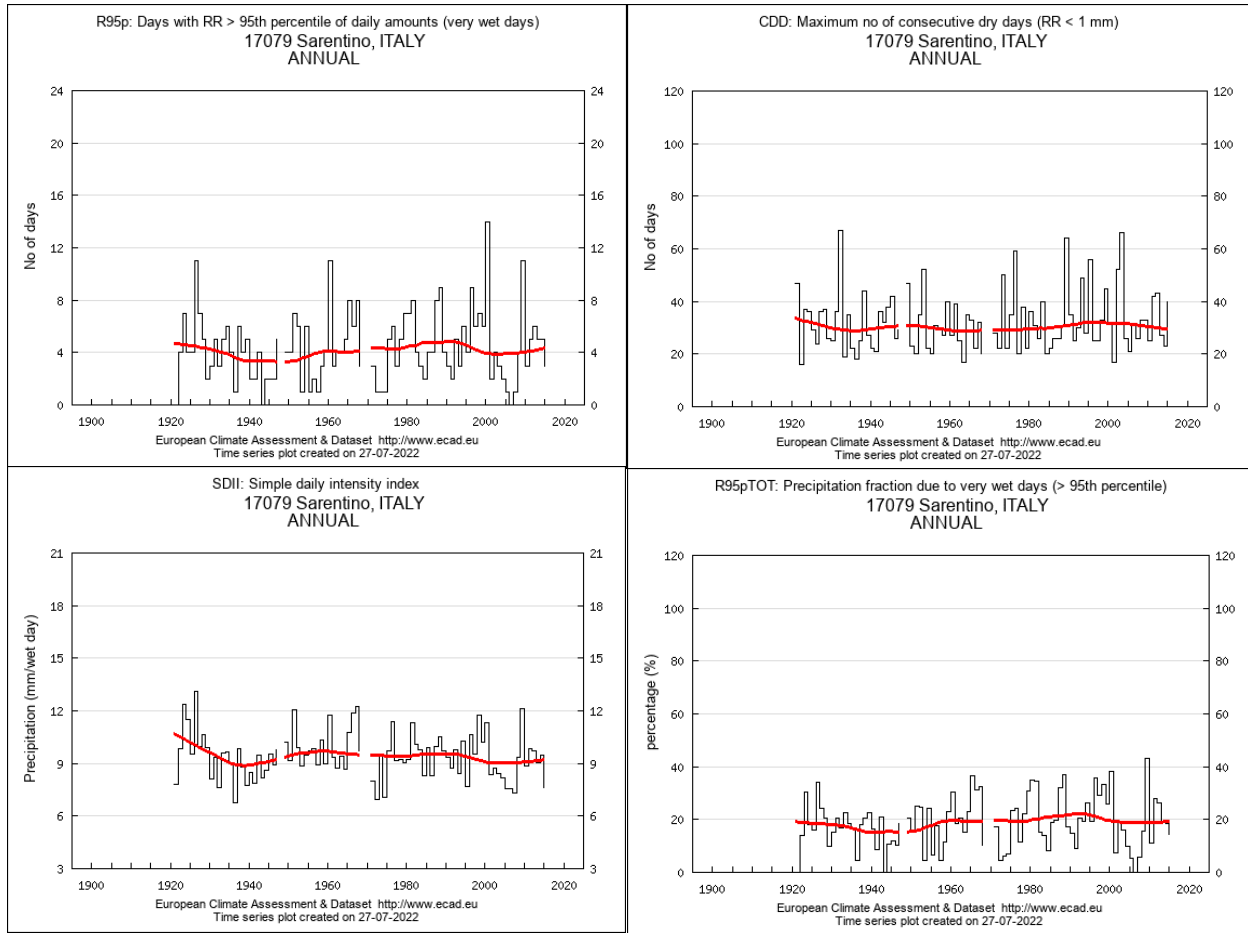 R95p: Days with RR > 95th percentile of daily amounts (very wet days)
17079 Sarentino, ITALY
ANNUAL
24 24
20 20
16 16
12 12
8 8
4 4
0 0
No of days
1900 1920 1940 1960 1980 2000 2020
European Climate Assessment & Dataset http://www.ecad.eu
Time series plot created on 27-07-2022
CDD: Maximum no of consecutive dry days (RR < 1 mm)
17079 Sarentino, ITALY
ANNUAL
120 120
100 100
80 80
60 60
40 40
20 20
0 0
No of days
1900 1920 1940 1960 1980 2000 2020
European Climate Assessment & Dataset http://www.ecad.eu
Time series plot created on 27-07-2022
SDII: Simple daily intensity index
17079 Sarentino, ITALY
ANNUAL
21 21
18 18
15 15
12 12
9 9
6 6
3 3
Precipitation (mm/wet day)
1900 1920 1940 1960 1980 2000 2020
European Climate Assessment & Dataset http://www.ecad.eu
Time series plot created on 27-07-2022
R95pTOT: Precipitation fraction due to very wet days (> 95th percentile)
17079 Sarentino, ITALY
ANNUAL
120 120
100 100
80 80
60 60
40 40
20 20
0 0
percentage (%)
1900 1920 1940 1960 1980 2000 2020
European Climate Assessment & Dataset http://www.ecad.eu
Time series plot created on 27-07-2022